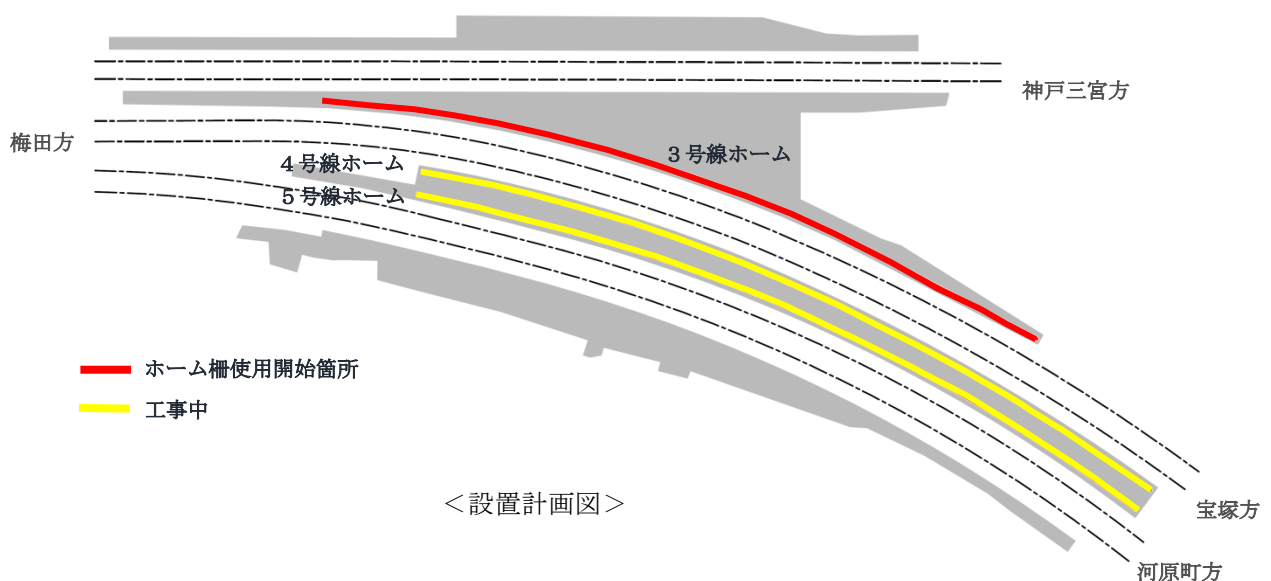 神戸三宮方
梅田方
3号線ホーム
4号線ホーム
5号線ホーム
ホーム柵使用開始箇所
工事中
＜設置計画図＞
宝塚方
河原町方